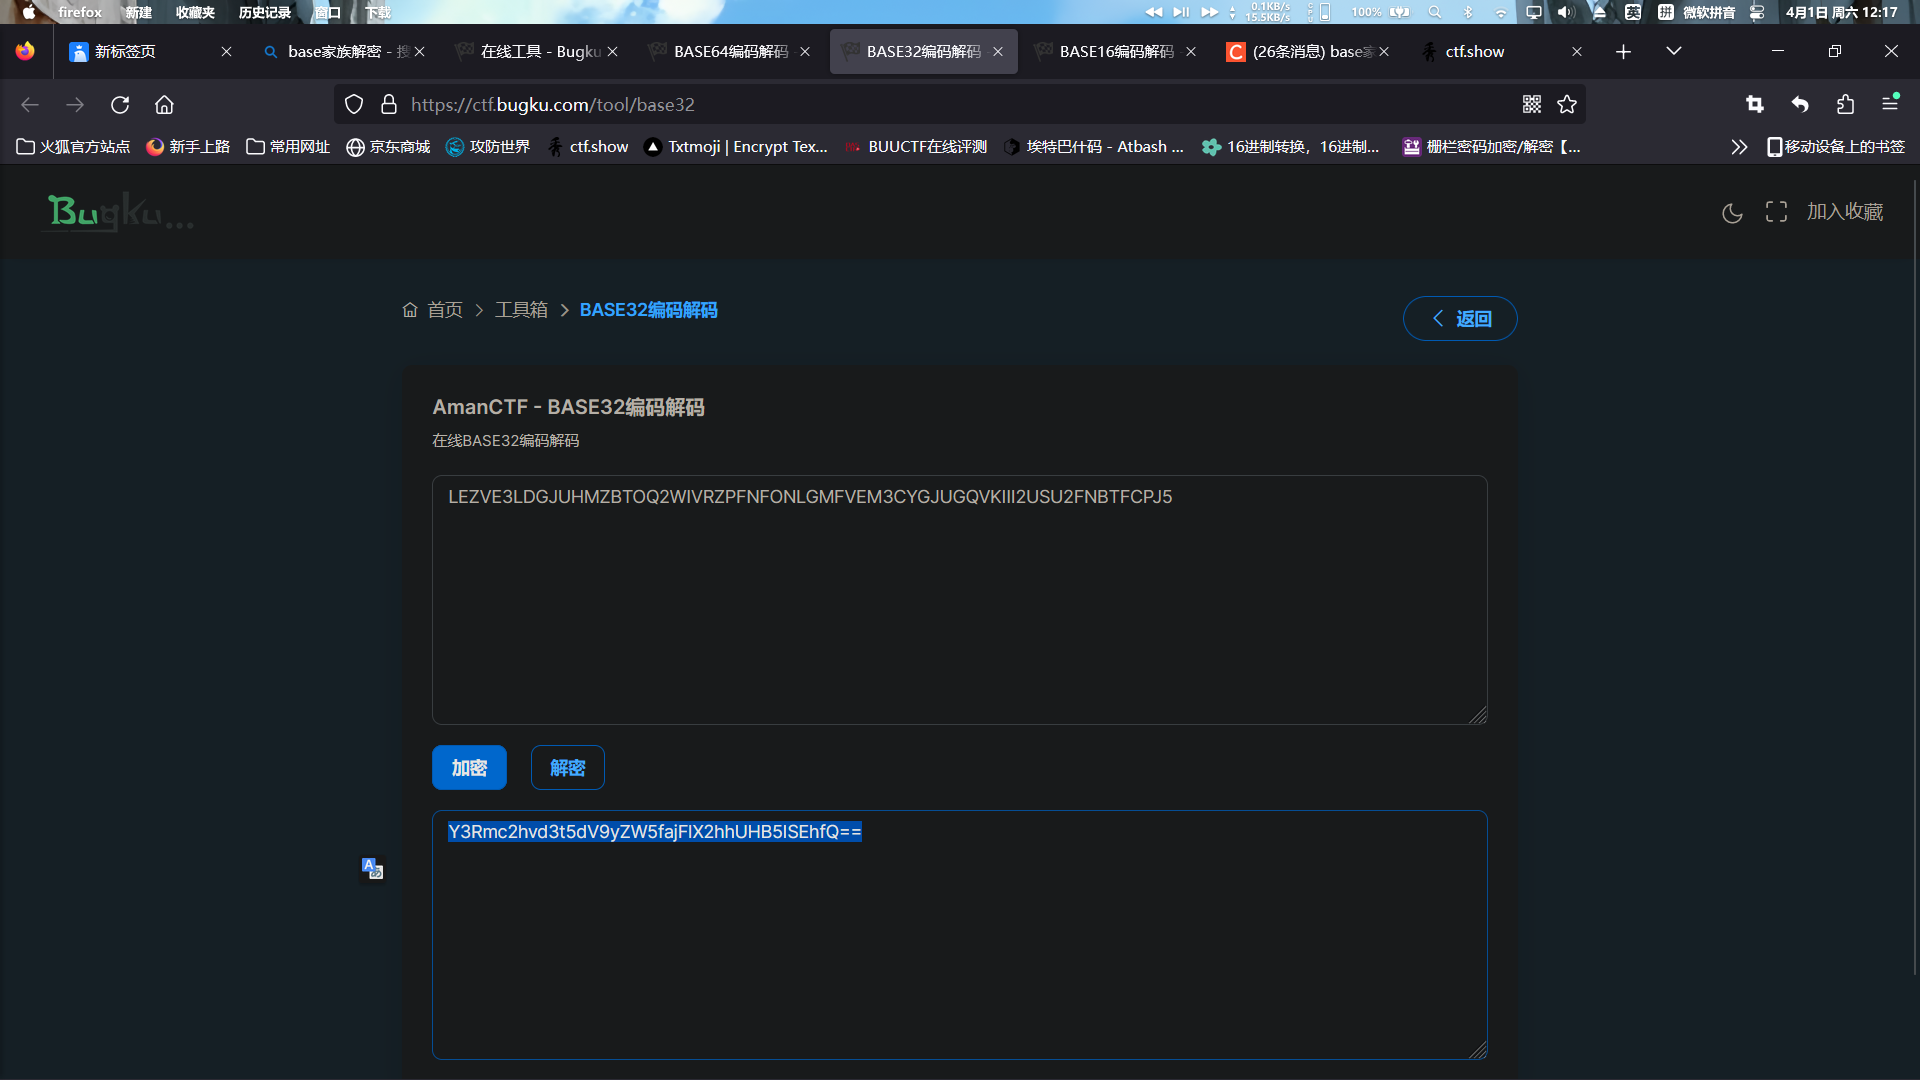 firefox 新建 收藏夹 历史记录 窗口 下载 0.1KB/s 15.5KB/s 100% 英 拼 微软拼音 4月1日 周六 12:17
新标签页 base家族解密 - 搜 在线工具 - Bugku BASE64编码解码 - BASE32编码解码 - BASE16编码解码 - (26条消息) base家 ctf.show
https://ctf.bugku.com/tool/base32
火狐官方站点 新手上路 常用网址 京东商城 攻防世界 ctf.show Txtmoji | Encrypt Tex... BUUCTF在线评测 埃特巴什码 - Atbash ... 16进制转换，16进制... 栅栏密码加密/解密【... 移动设备上的书签
Bugku... 加入收藏
首页 > 工具箱 > BASE32编码解码 返回
AmanCTF - BASE32编码解码
在线BASE32编码解码
LEZVE3LDGJUHMZBTOQ2WIVRZPFNFONLGMFVEM3CYGJUGQVKIII2USU2FNBTFCPJ5
加密 解密
Y3Rmc2hvd3t5dV9yZW5fajFlX2hhUHB5ISEhfQ==